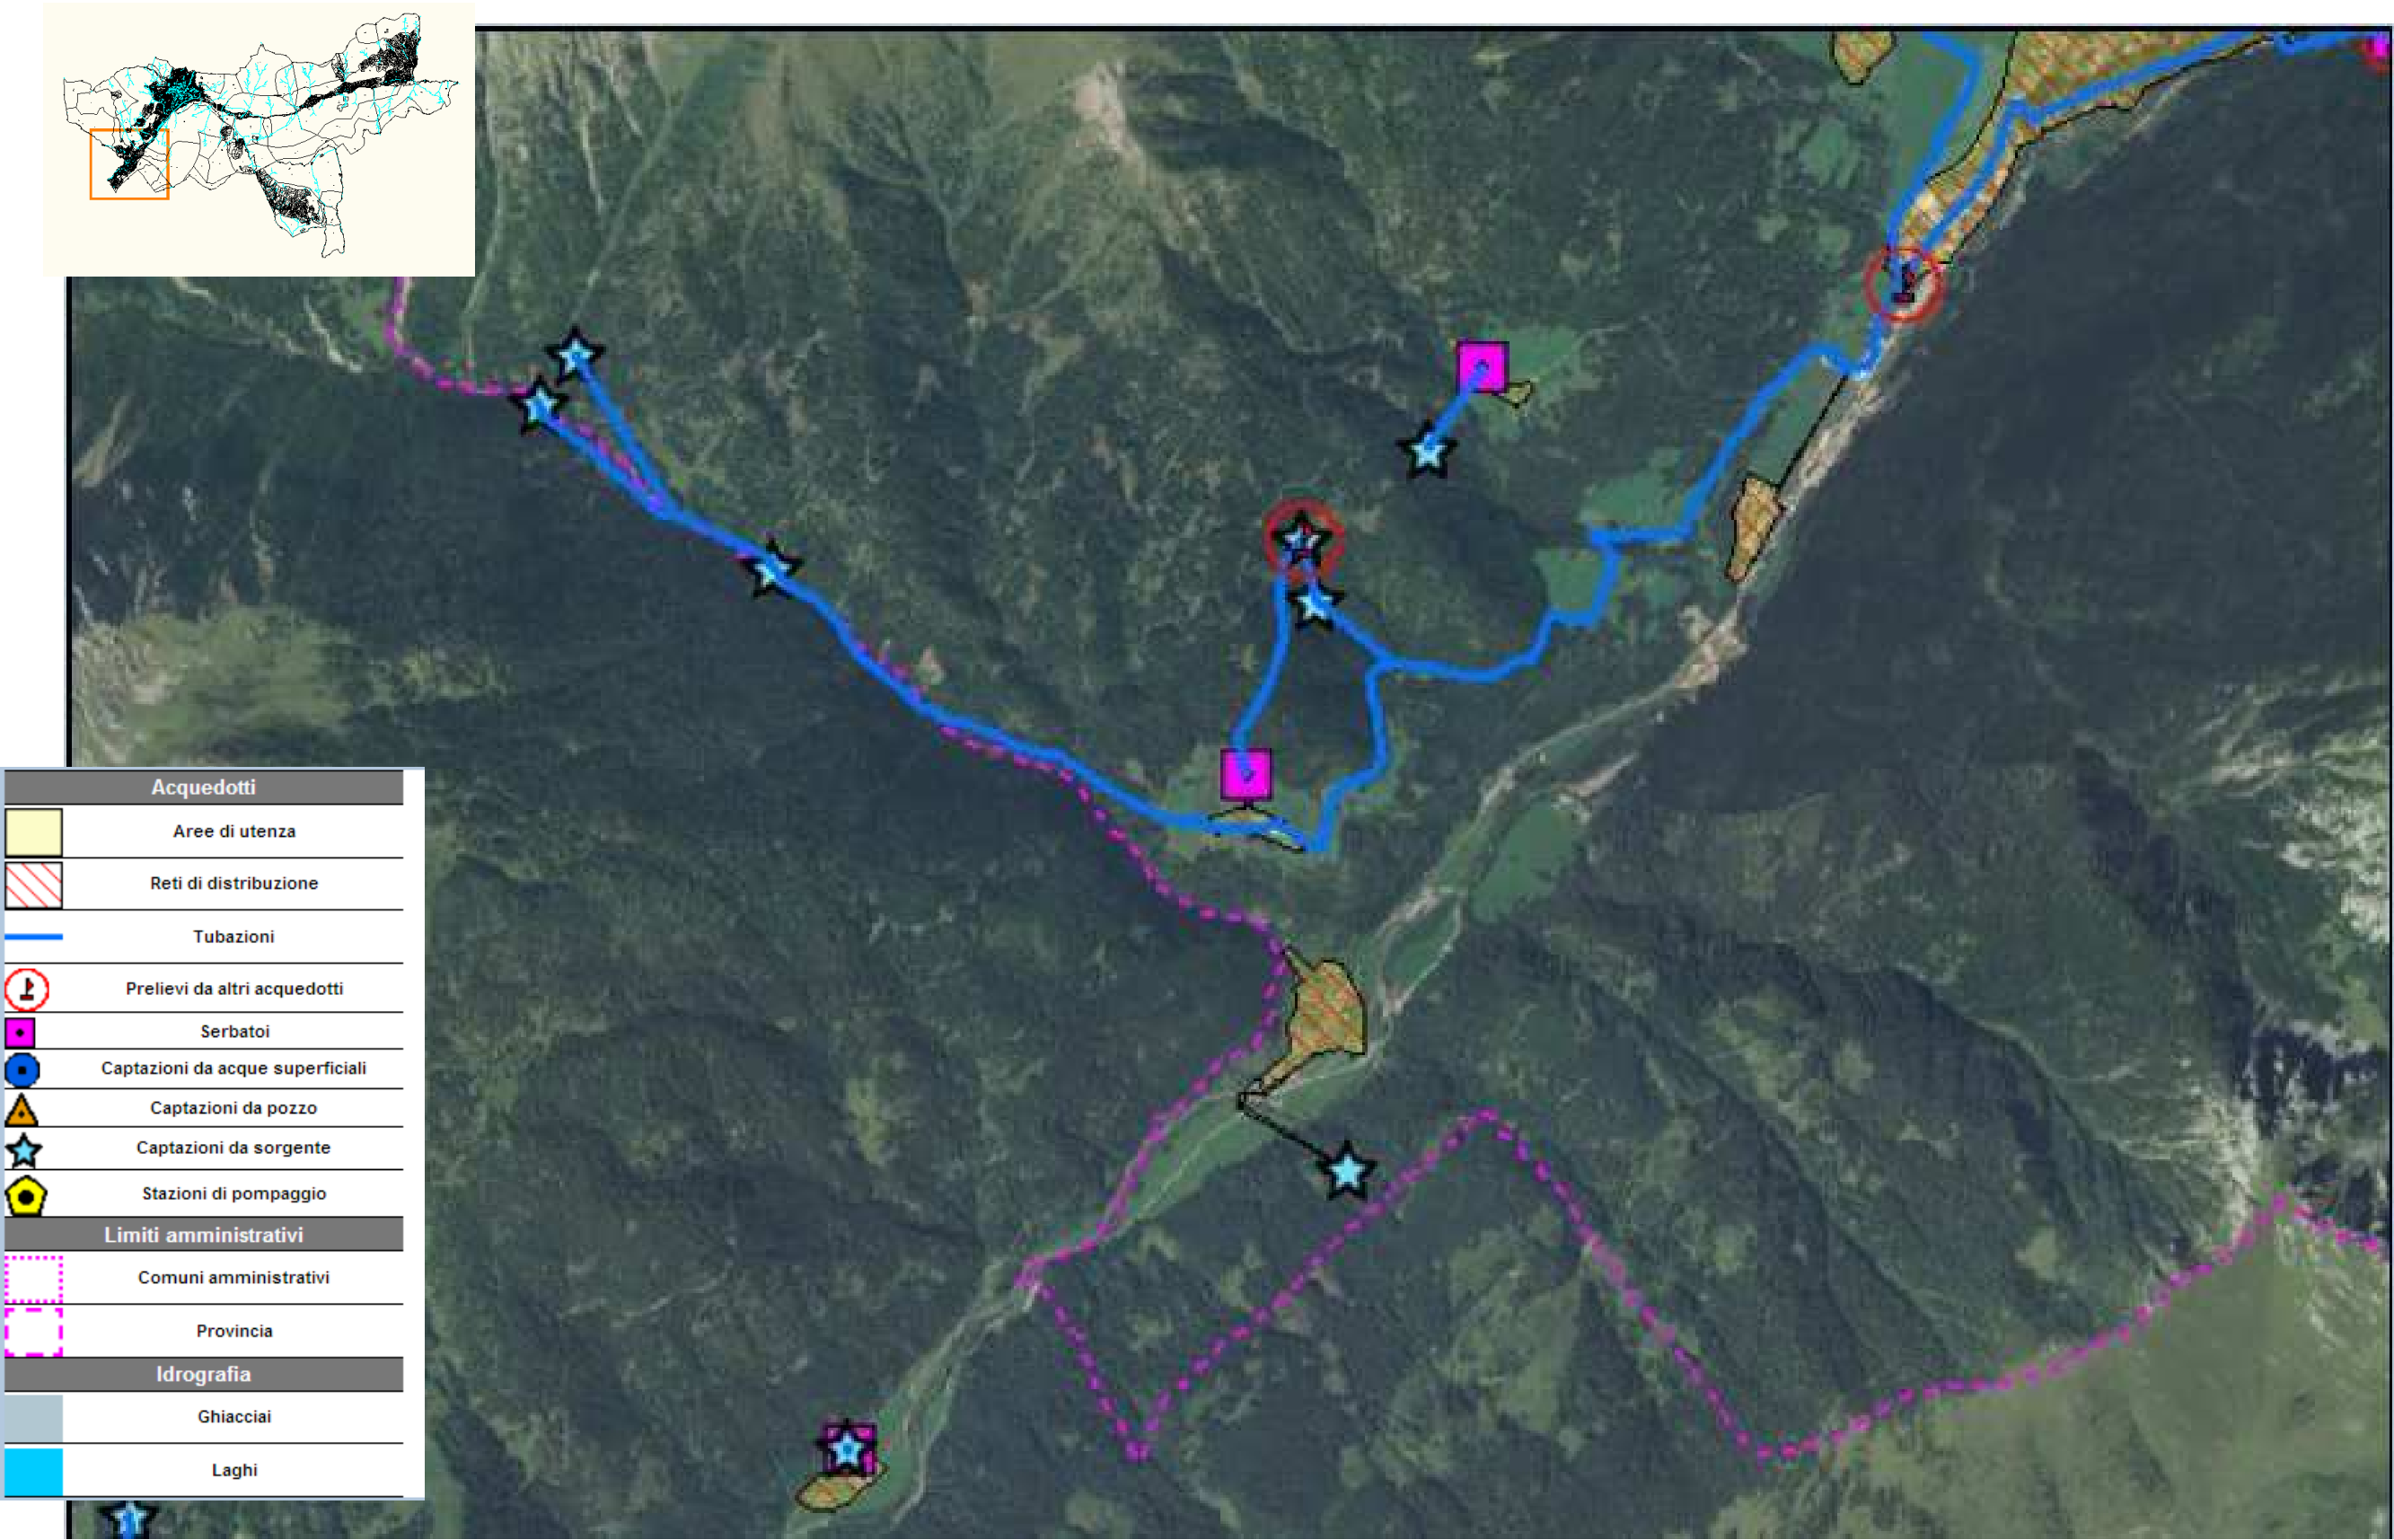 Acquedotti
Aree di utenza
Reti di distribuzione
Tubazioni
Prelievi da altri acquedotti
Serbatoi
Captazioni da acque superficiali
Captazioni da pozzo
Captazioni da sorgente
Stazioni di pompaggio
Limiti amministrativi
Comuni amministrativi
Provincia
Idrografia
Ghiacciai
Laghi